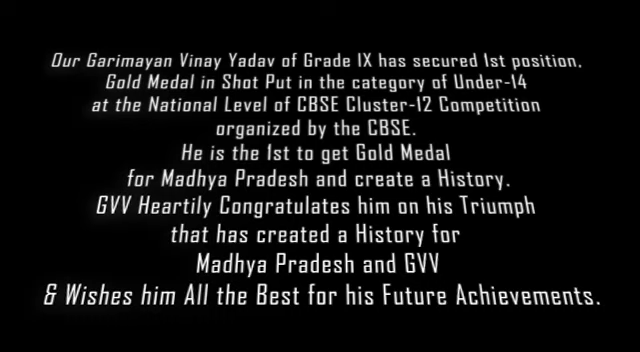 Our Garimayan Vinay Yadav of Grade IX has secured 1st position,
Gold Medal in Shot Put in the category of Under-14
at the National Level of CBSE Cluster-12 Competition
organized by the CBSE.
He is the 1st to get Gold Medal
for Madhya Pradesh and create a History.
GVV Heartily Congratulates him on his Triumph
that has created a History for
Madhya Pradesh and GVV
& Wishes him All the Best for his Future Achievements.